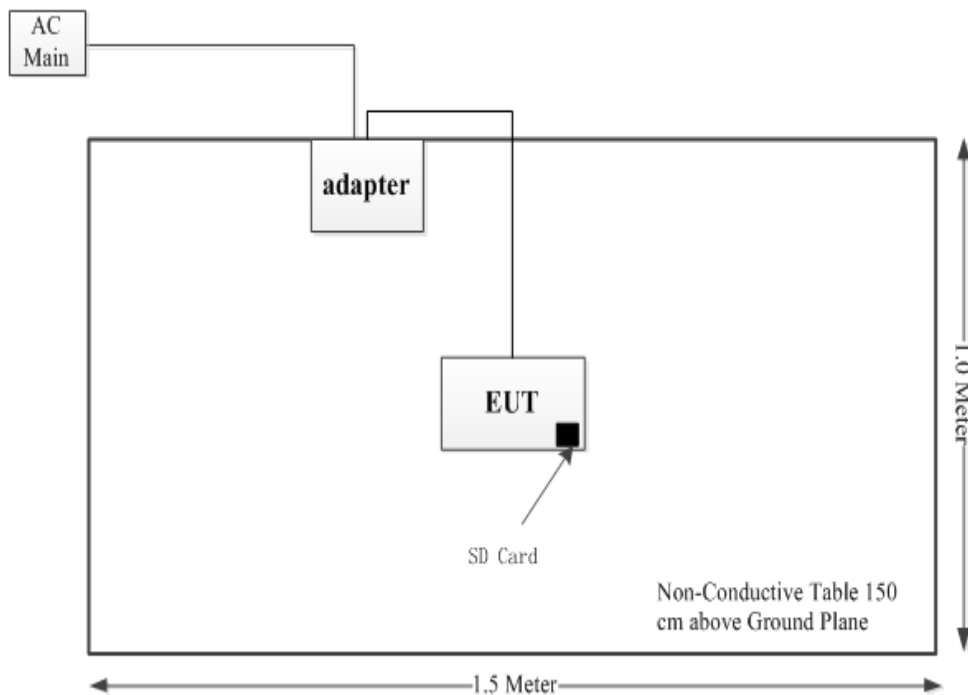 AC
Main
adapter
EUT
1.0 Meter
SD Card
Non-Conductive Table 150
cm above Ground Plane
1.5 Meter